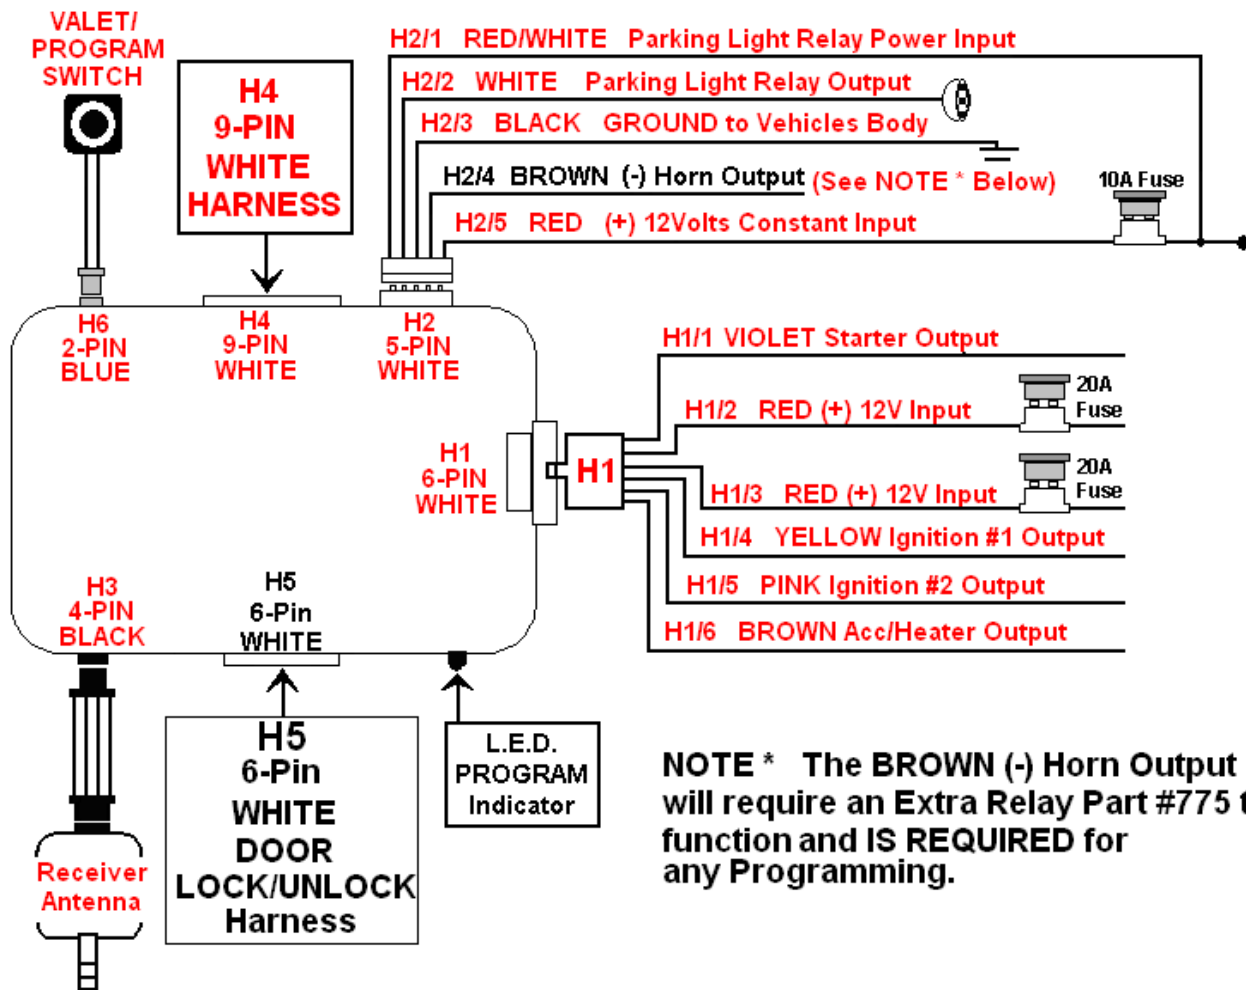 VALET/
PROGRAM
SWITCH
H4
9-PIN
WHITE
HARNESS
H2/1 RED/WHITE Parking Light Relay Power Input
H2/2 WHITE Parking Light Relay Output
H2/3 BLACK GROUND to Vehicles Body
H2/4 BROWN (-) Horn Output (See NOTE * Below)
H2/5 RED (+) 12Volts Constant Input
10A Fuse
H6
2-PIN
BLUE
H4
9-PIN
WHITE
H2
5-PIN
WHITE
H1
6-PIN
WHITE
H1
H1/1 VIOLET Starter Output
H1/2 RED (+) 12V Input
20A
Fuse
H1/3 RED (+) 12V Input
20A
Fuse
H1/4 YELLOW Ignition #1 Output
H1/5 PINK Ignition #2 Output
H1/6 BROWN Acc/Heater Output
H3
4-PIN
BLACK
H5
6-Pin
WHITE
Receiver
Antenna
H5
6-Pin
WHITE
DOOR
LOCK/UNLOCK
Harness
L.E.D.
PROGRAM
Indicator
NOTE * The BROWN (-) Horn Output
will require an Extra Relay Part #775 t
function and IS REQUIRED for
any Programming.